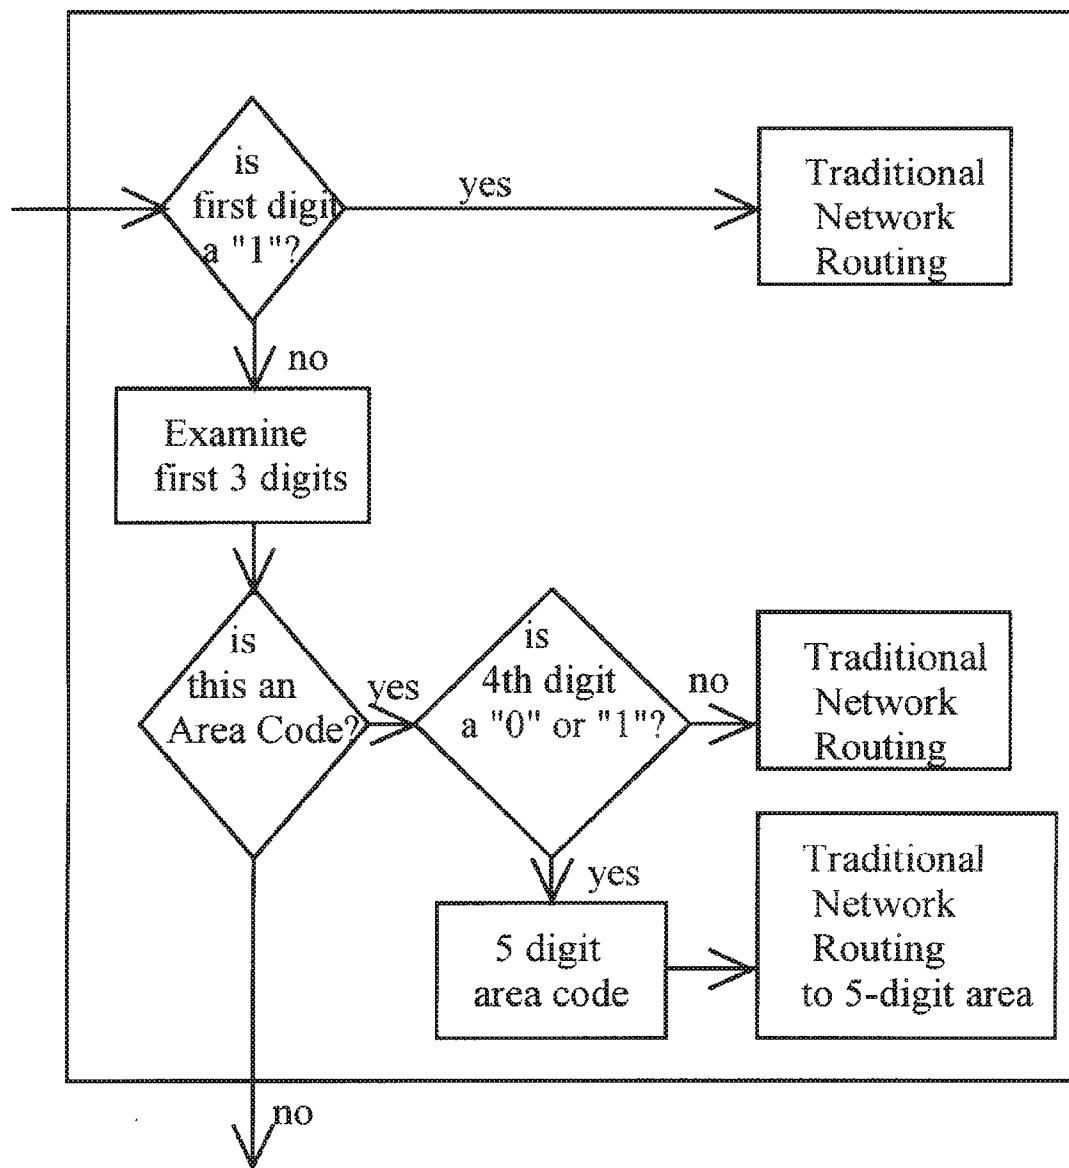 is
first digit
a "1"?
yes
Traditional
Network
Routing
no
Examine
first 3 digits
is
this an
Area Code?
yes
is
4th digit
a "0" or "1"?
no
Traditional
Network
Routing
yes
5 digit
area code
Traditional
Network
Routing
to 5-digit area
no